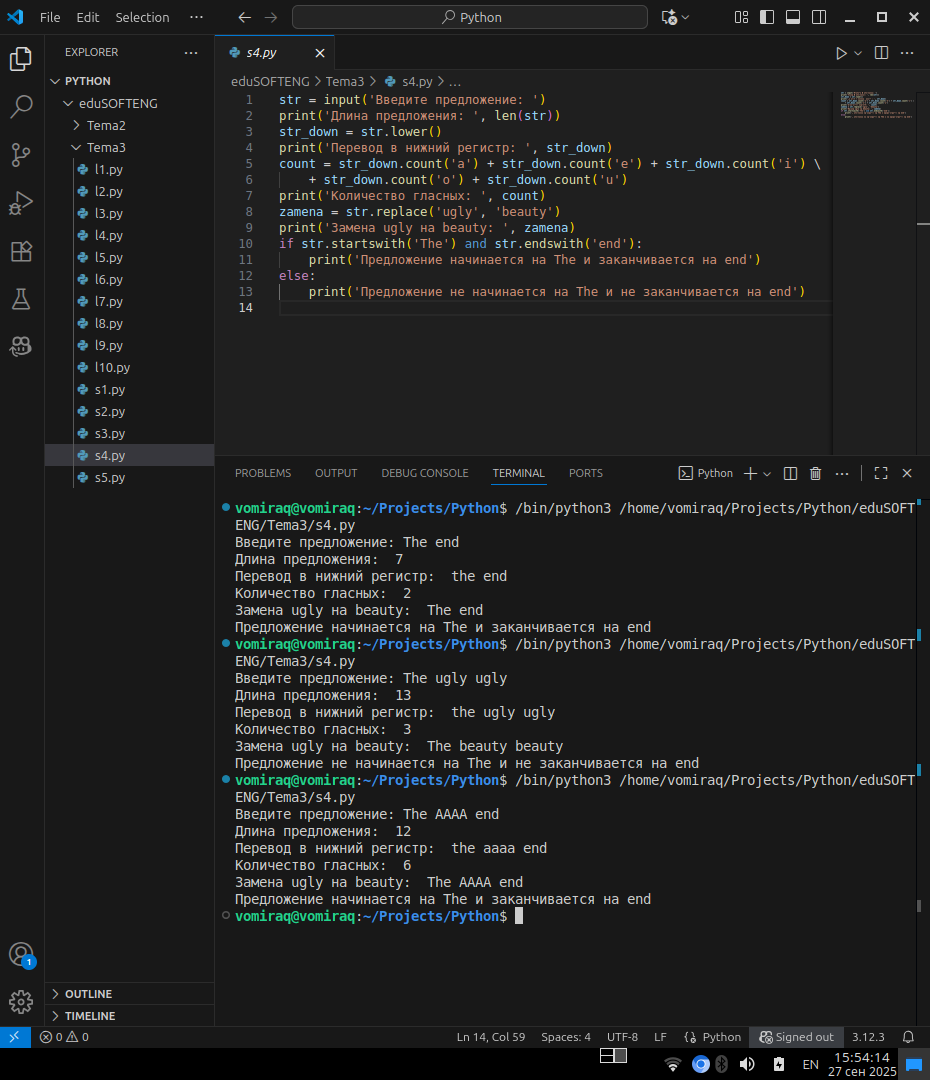 File Edit Selection ··· Python
EXPLORER ···
PYTHON
eduSOFTENG
Tema2
Tema3
l1.py
l2.py
l3.py
l4.py
l5.py
l6.py
l7.py
l8.py
l9.py
l10.py
s1.py
s2.py
s3.py
s4.py
s5.py
OUTLINE
TIMELINE
s4.py
eduSOFTENG > Tema3 > s4.py > ...
1 str = input('Введите предложение: ')
2 print('Длина предложения: ', len(str))
3 str_down = str.lower()
4 print('Перевод в нижний регистр: ', str_down)
5 count = str_down.count('a') + str_down.count('e') + str_down.count('i') \
6     + str_down.count('o') + str_down.count('u')
7 print('Количество гласных: ', count)
8 zamena = str.replace('ugly', 'beauty')
9 print('Замена ugly на beauty: ', zamena)
10 if str.startswith('The') and str.endswith('end'):
11     print('Предложение начинается на The и заканчивается на end')
12 else:
13     print('Предложение не начинается на The и не заканчивается на end')
14
PROBLEMS OUTPUT DEBUG CONSOLE TERMINAL PORTS Python
vomiraq@vomiraq:~/Projects/Python$ /bin/python3 /home/vomiraq/Projects/Python/eduSOFT
ENG/Tema3/s4.py
Введите предложение: The end
Длина предложения:  7
Перевод в нижний регистр:  the end
Количество гласных:  2
Замена ugly на beauty:  The end
Предложение начинается на The и заканчивается на end
vomiraq@vomiraq:~/Projects/Python$ /bin/python3 /home/vomiraq/Projects/Python/eduSOFT
ENG/Tema3/s4.py
Введите предложение: The ugly ugly
Длина предложения:  13
Перевод в нижний регистр:  the ugly ugly
Количество гласных:  3
Замена ugly на beauty:  The beauty beauty
Предложение не начинается на The и не заканчивается на end
vomiraq@vomiraq:~/Projects/Python$ /bin/python3 /home/vomiraq/Projects/Python/eduSOFT
ENG/Tema3/s4.py
Введите предложение: The AAAA end
Длина предложения:  12
Перевод в нижний регистр:  the aaaa end
Количество гласных:  6
Замена ugly на beauty:  The AAAA end
Предложение начинается на The и заканчивается на end
vomiraq@vomiraq:~/Projects/Python$
1
0 0 Ln 14, Col 59 Spaces: 4 UTF-8 LF {} Python Signed out 3.12.3
EN 15:54:14
27 сен 2025